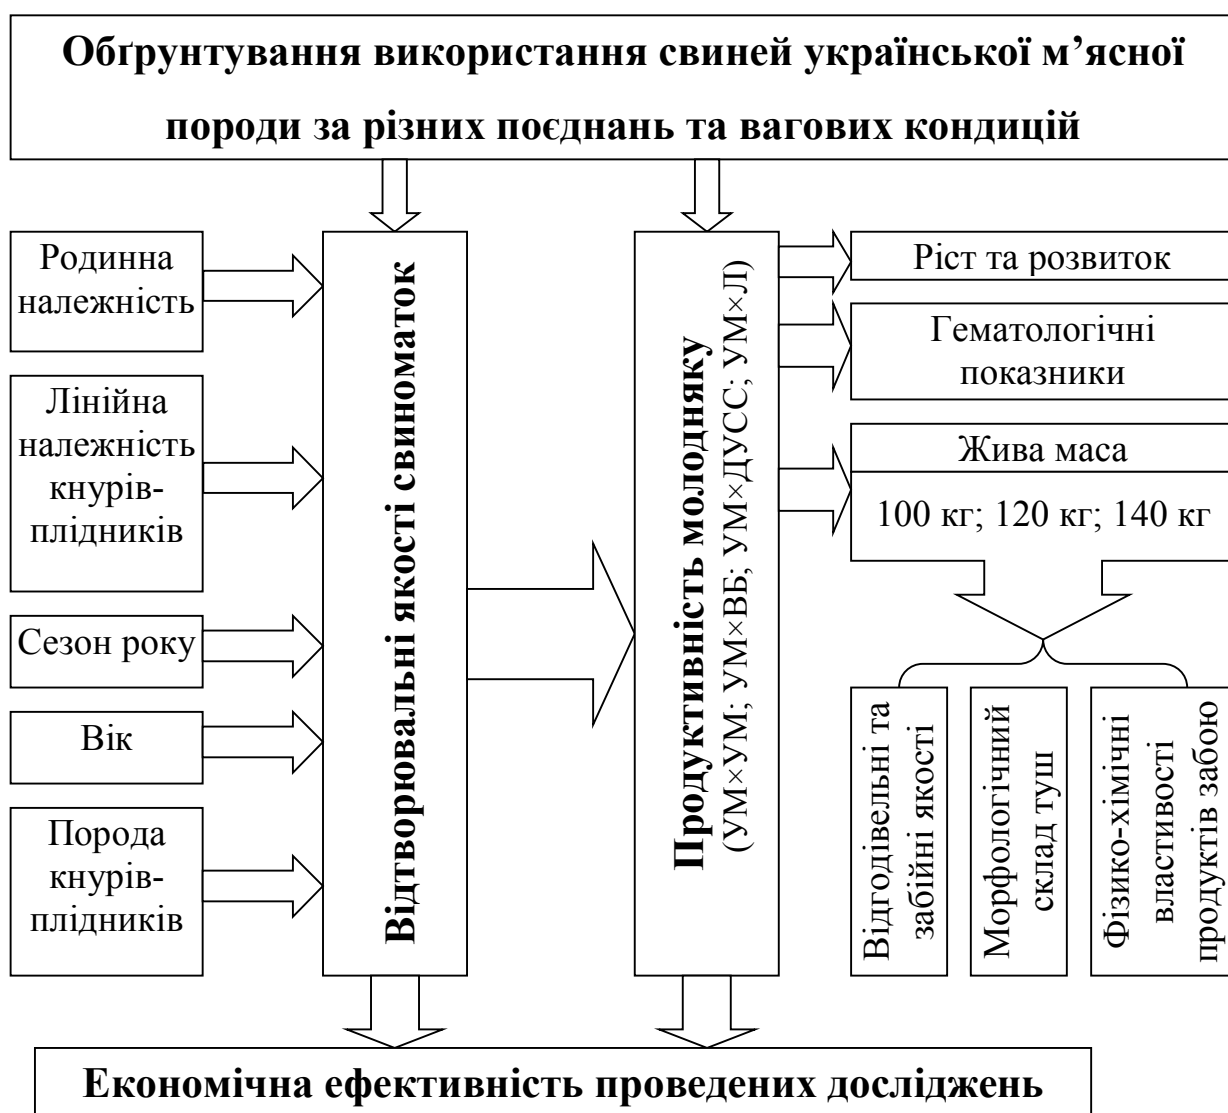 Обґрунтування використання свиней української м’ясної
породи за різних поєднань та вагових кондицій
Родинна
належність
Лінійна
належність
кнурів-
плідників
Сезон року
Вік
Порода
кнурів-
плідників
Відтворювальні якості свиноматок
Продуктивність молодняку
(УМ×УМ; УМ×ВБ; УМ×ДУСС; УМ×Л)
Ріст та розвиток
Гематологічні
показники
Жива маса
100 кг; 120 кг; 140 кг
Відгодівельні та
забійні якості
Морфологічний
склад туш
Фізико-хімічні
властивості
продуктів забою
Економічна ефективність проведених досліджень